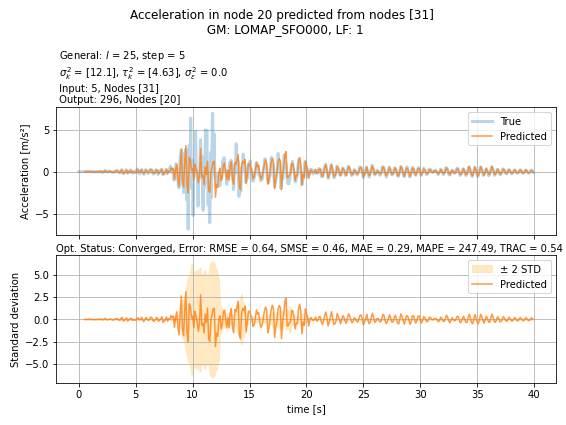 Acceleration in node 20 predicted from nodes [31]
GM: LOMAP_SFO000, LF: 1
General: l = 25, step = 5
σ²ₖ = [12.1], τ²ₖ = [4.63], σ²ε = 0.0
Input: 5, Nodes [31]
Output: 296, Nodes [20]
True
Predicted
Acceleration [m/s²]
5
0
−5
Opt. Status: Converged, Error: RMSE = 0.64, SMSE = 0.46, MAE = 0.29, MAPE = 247.49, TRAC = 0.54
± 2 STD
Predicted
Standard deviation
5.0
2.5
0.0
−2.5
−5.0
0 5 10 15 20 25 30 35 40
time [s]